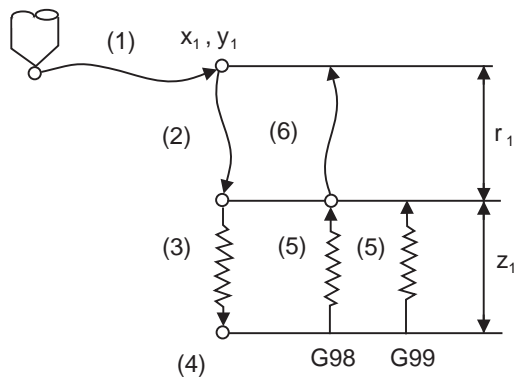 (1)
x1 , y1
(2)
(6)
r1
(3)
(5)
(5)
z1
(4)
G98
G99